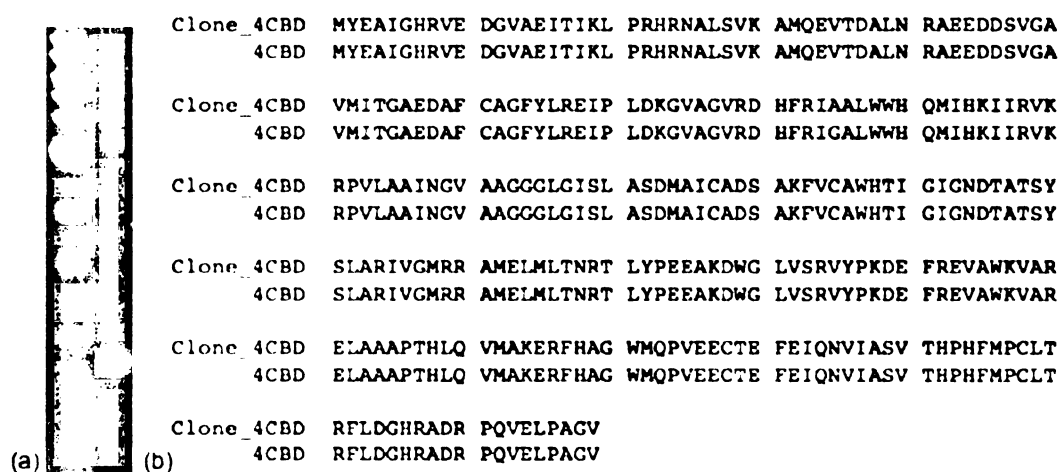 Clone_4CBD MYEAIGHRVE DGVAEITIKL PRHRNALSVK AMQEVTDALN RAEEDDSVGA
4CBD MYEAIGHRVE DGVAEITIKL PRHRNALSVK AMQEVTDALN RAEEDDSVGA
Clone_4CBD VMITGAEDAF CAGFYLREIP LDKGVAGVRD HFRIAALWWH QMIHKIIRVK
4CBD VMITGAEDAF CAGFYLREIP LDKGVAGVRD HFRIGALWWH QMIHKIIRVK
Clone_4CBD RPVLAAINGV AAGGGLGISL ASDMAICADS AKFVCAWHTI GIGNDTATSY
4CBD RPVLAAINGV AAGGGLGISL ASDMAICADS AKFVCAWHTI GIGNDTATSY
Clone_4CBD SLARIVGMRR AMELMLTNRT LYPEEAKDWG LVSRVYPKDE FREVAWKVAR
4CBD SLARIVGMRR AMELMLTNRT LYPEEAKDWG LVSRVYPKDE FREVAWKVAR
Clone_4CBD ELAAAPTHLQ VMAKERFHAG WMQPVEECTE FEIQNVIASV THPHFMPCLT
4CBD ELAAAPTHLQ VMAKERFHAG WMQPVEECTE FEIQNVIASV THPHFMPCLT
Clone_4CBD RFLDGHRADR PQVELPAGV
4CBD RFLDGHRADR PQVELPAGV
(a) (b)